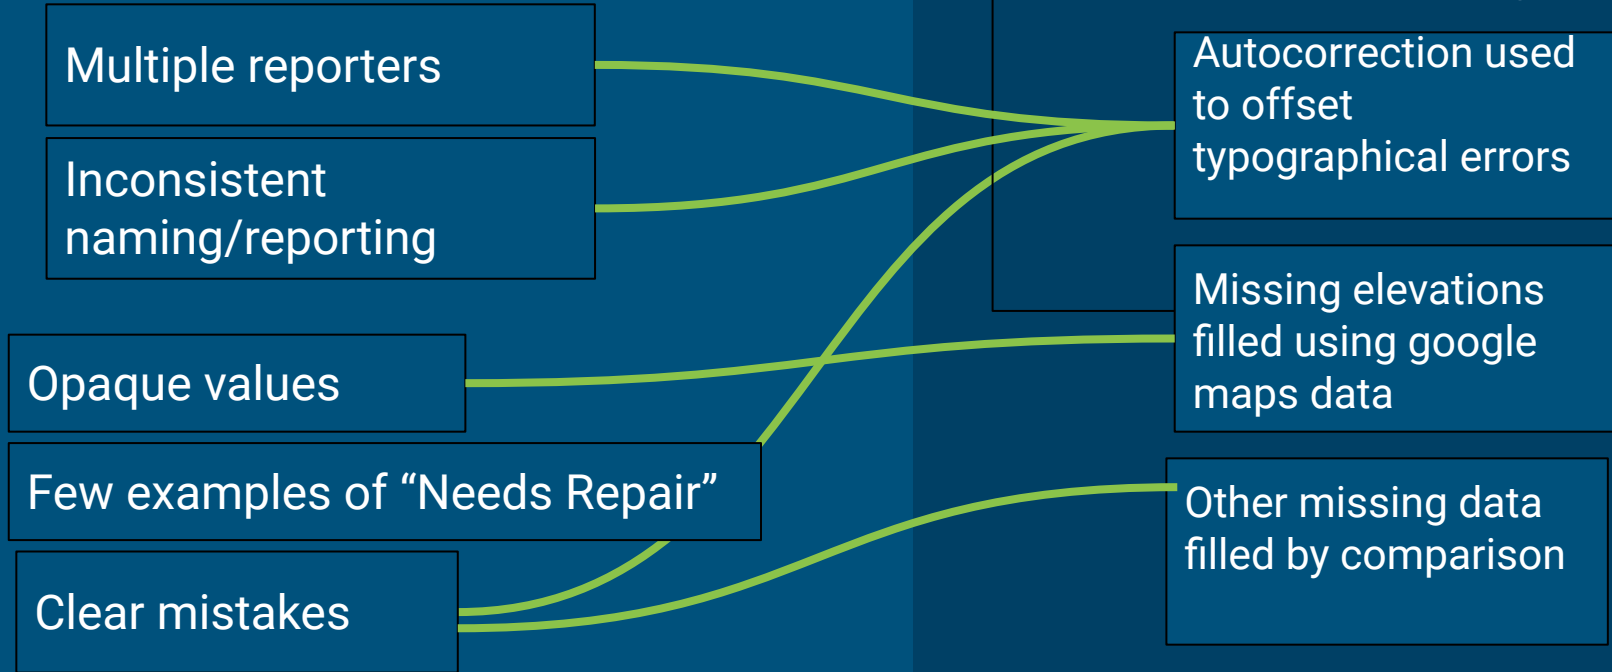 Multiple reporters
Inconsistent
naming/reporting
Opaque values
Few examples of “Needs Repair”
Clear mistakes
Autocorrection used
to offset
typographical errors
Missing elevations
filled using google
maps data
Other missing data
filled by comparison